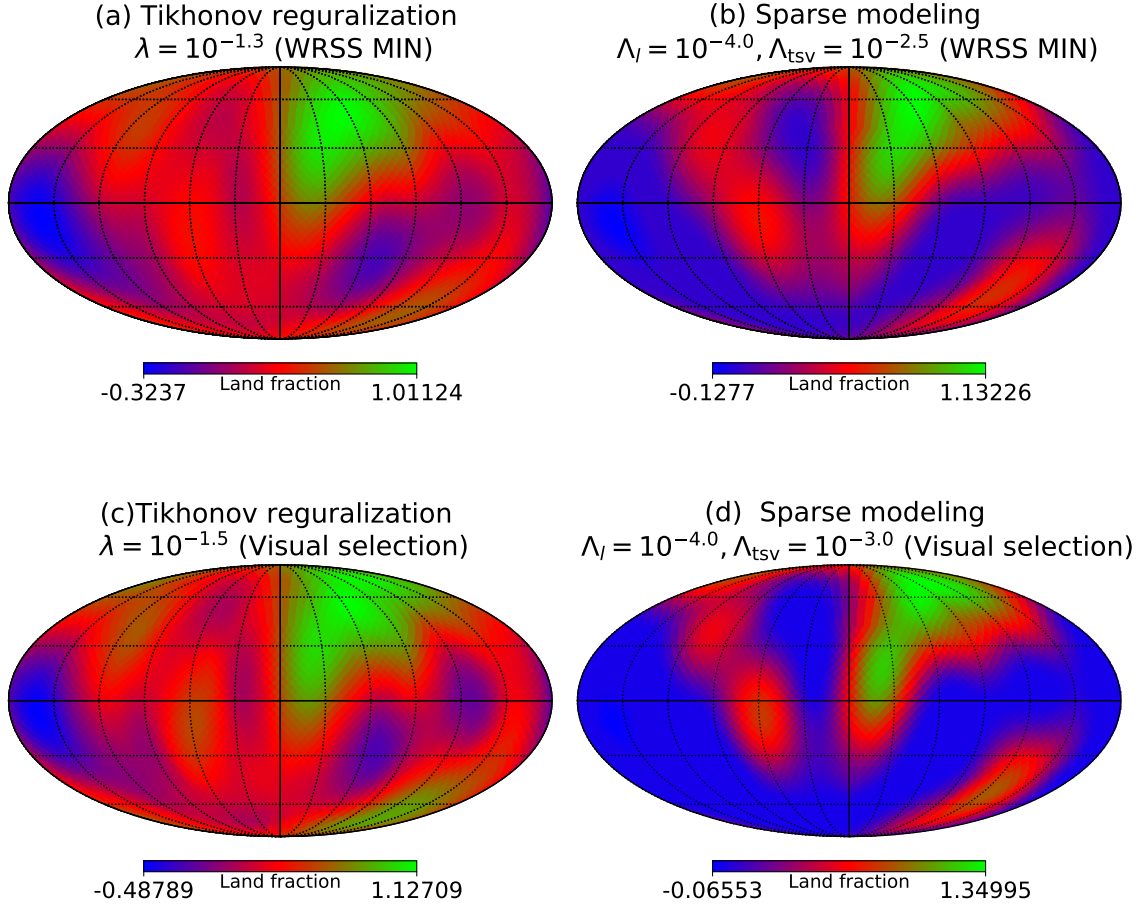 (a) Tikhonov reguralization
λ = 10^{−1.3} (WRSS MIN)
(b) Sparse modeling
Λ_l = 10^{−4.0}, Λ_tsv = 10^{−2.5} (WRSS MIN)
Land fraction
-0.3237 1.01124
Land fraction
-0.1277 1.13226
(c)Tikhonov reguralization
λ = 10^{−1.5} (Visual selection)
(d) Sparse modeling
Λ_l = 10^{−4.0}, Λ_tsv = 10^{−3.0} (Visual selection)
Land fraction
-0.48789 1.12709
Land fraction
-0.06553 1.34995